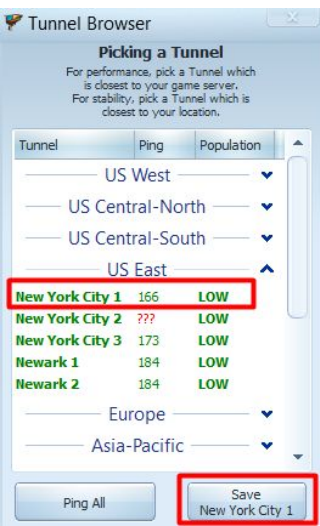 Tunnel Browser
Picking a Tunnel
For performance, pick a Tunnel which
is closest to your game server.
For stability, pick a Tunnel which is
closest to your location.
Tunnel Ping Population
US West
US Central-North
US Central-South
US East
New York City 1 166 LOW
New York City 2 ??? LOW
New York City 3 173 LOW
Newark 1 184 LOW
Newark 2 184 LOW
Europe
Asia-Pacific
Ping All
Save
New York City 1